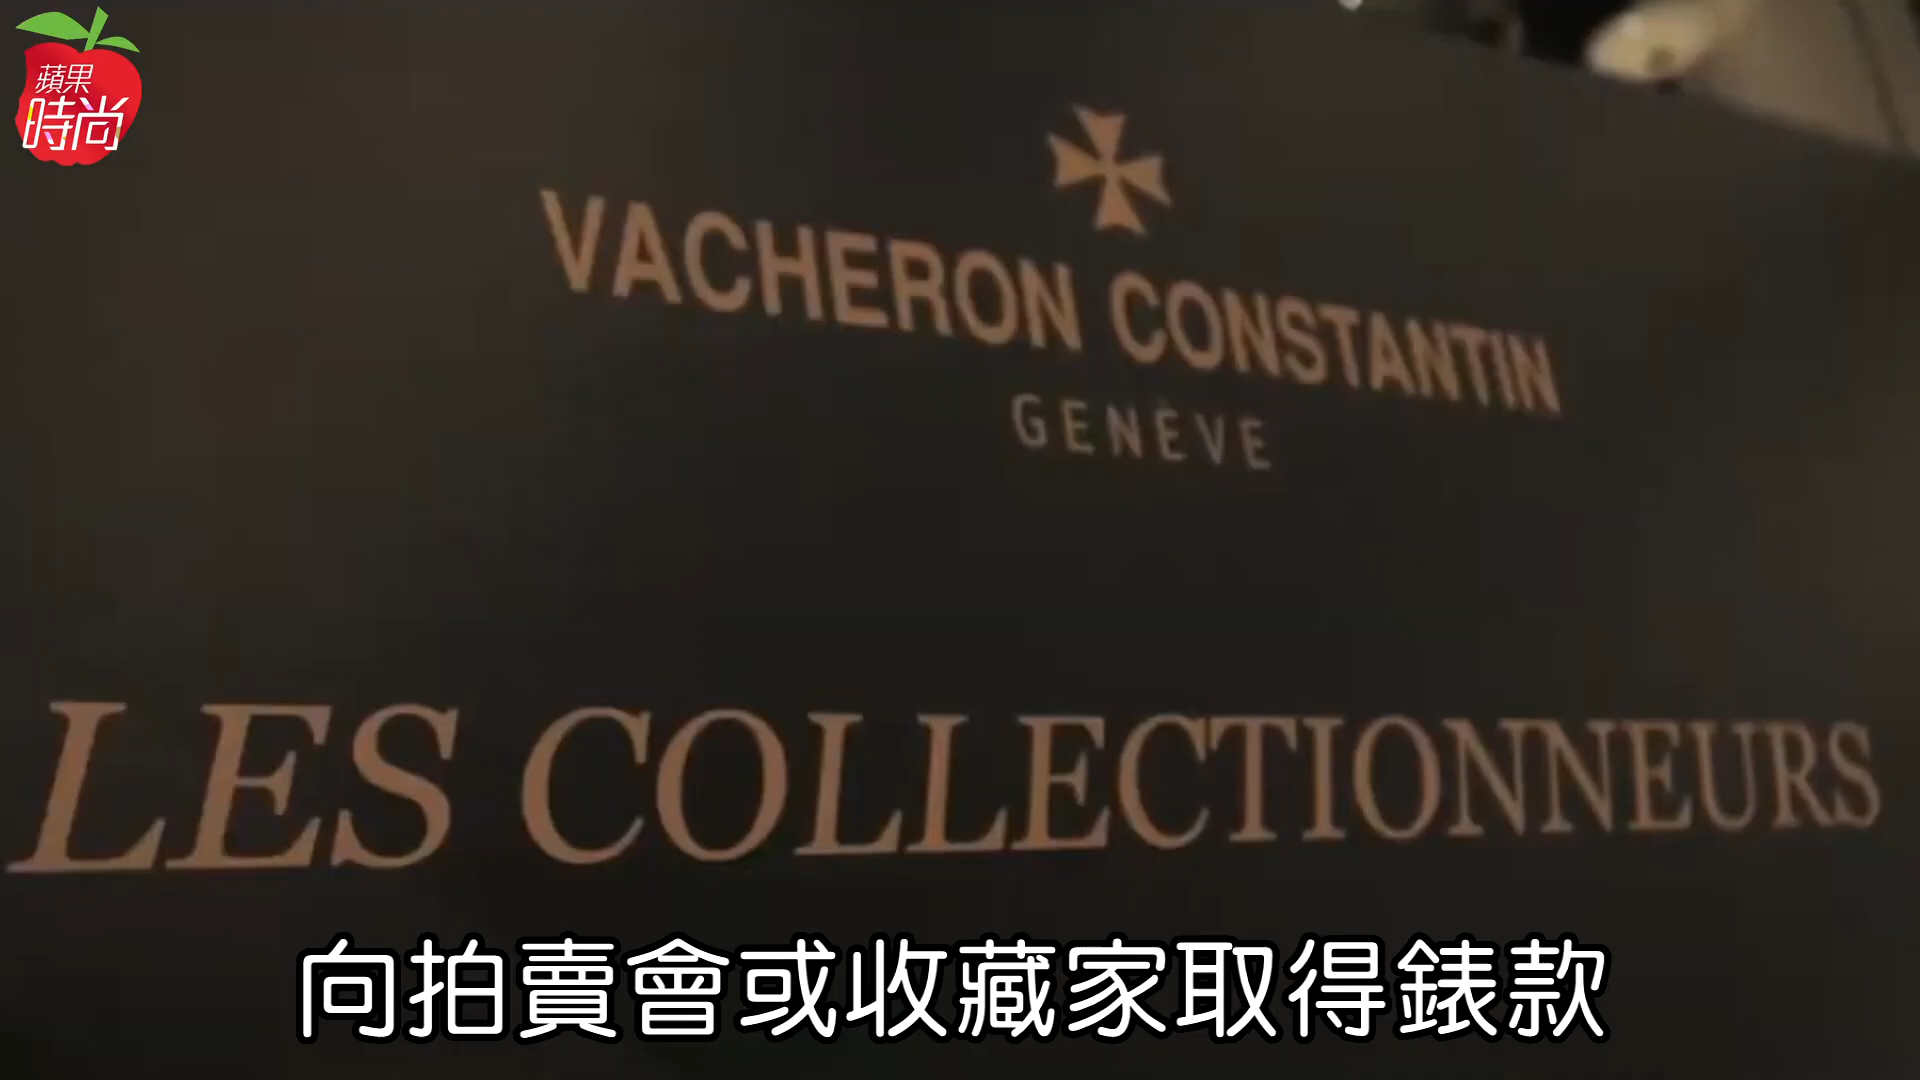 蘋果
時尚
VACHERON CONSTANTIN
GENÈVE
LES COLLECTIONNEURS
向拍賣會或收藏家取得錶款